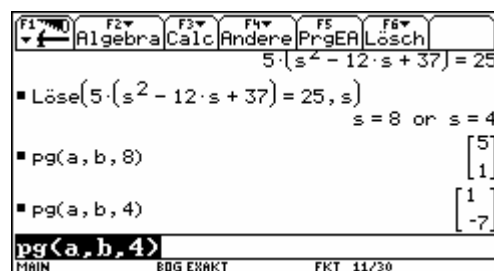 F1 F2 F3 F4 F5 F6
Algebra Calc Andere PrgEA Lösch
5·(s² - 12·s + 37) = 25
Löse(5·(s² - 12·s + 37) = 25, s)
s = 8 or s = 4
pg(a, b, 8)
[5
1]
pg(a, b, 4)
[1
-7]
pg(a,b,4)
MAIN BOG EXAKT FKT 11/30